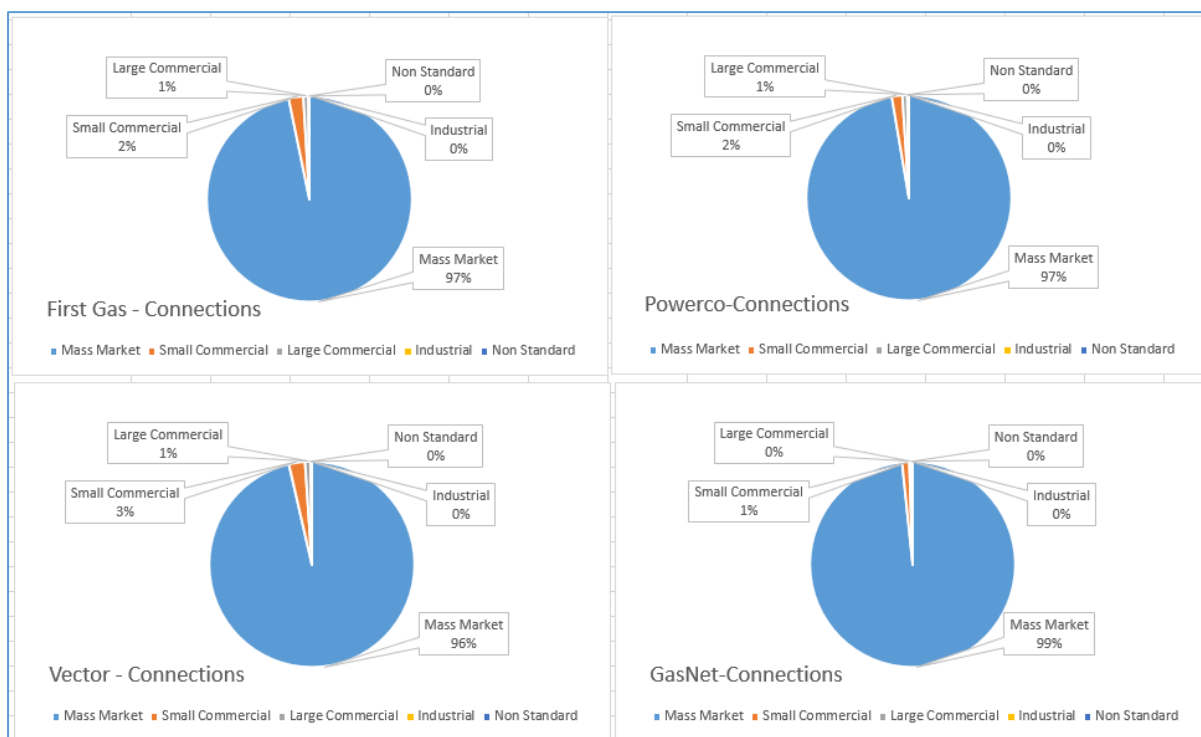 Large Commercial
1%
Non Standard
0%
Small Commercial
2%
Industrial
0%
Mass Market
97%
First Gas - Connections
Mass Market Small Commercial Large Commercial Industrial Non Standard
Large Commercial
1%
Non Standard
0%
Small Commercial
2%
Industrial
0%
Mass Market
97%
Powerco-Connections
Mass Market Small Commercial Large Commercial Industrial Non Standard
Large Commercial
1%
Non Standard
0%
Small Commercial
3%
Industrial
0%
Mass Market
96%
Vector - Connections
Mass Market Small Commercial Large Commercial Industrial Non Standard
Large Commercial
0%
Non Standard
0%
Small Commercial
1%
Industrial
0%
Mass Market
99%
GasNet-Connections
Mass Market Small Commercial Large Commercial Industrial Non Standard